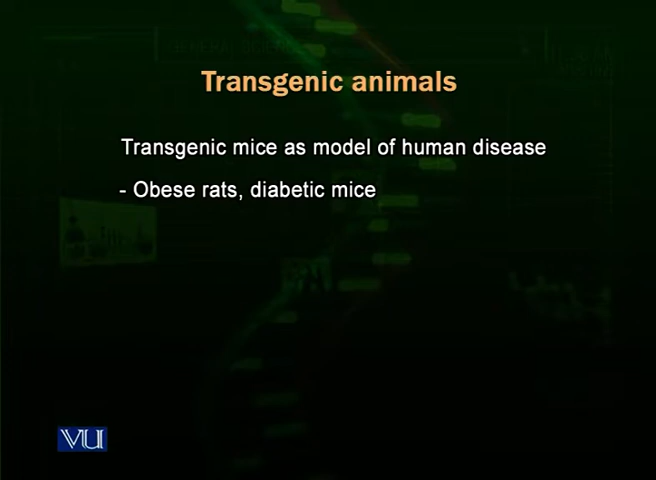 Transgenic animals
Transgenic mice as model of human disease
- Obese rats, diabetic mice
VU